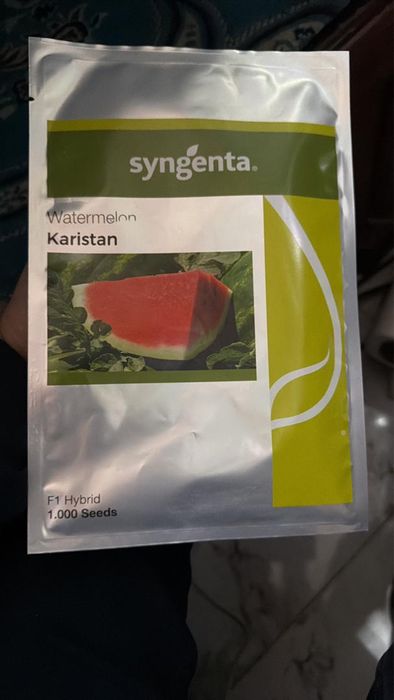 syngenta®
Watermelon
Karistan
F1 Hybrid
1.000 Seeds